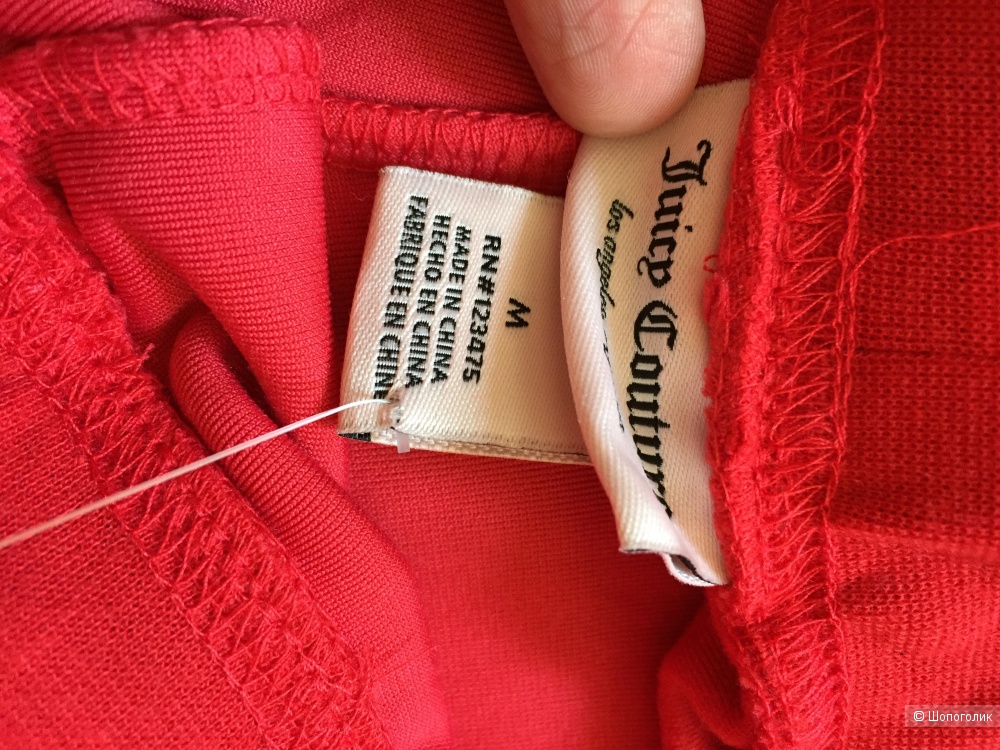 M
RN#123475
MADE IN CHINA
HECHO EN CHINA
FABRIQUE EN CHINE
Juicy Couture
los angeles
© Шопоголик